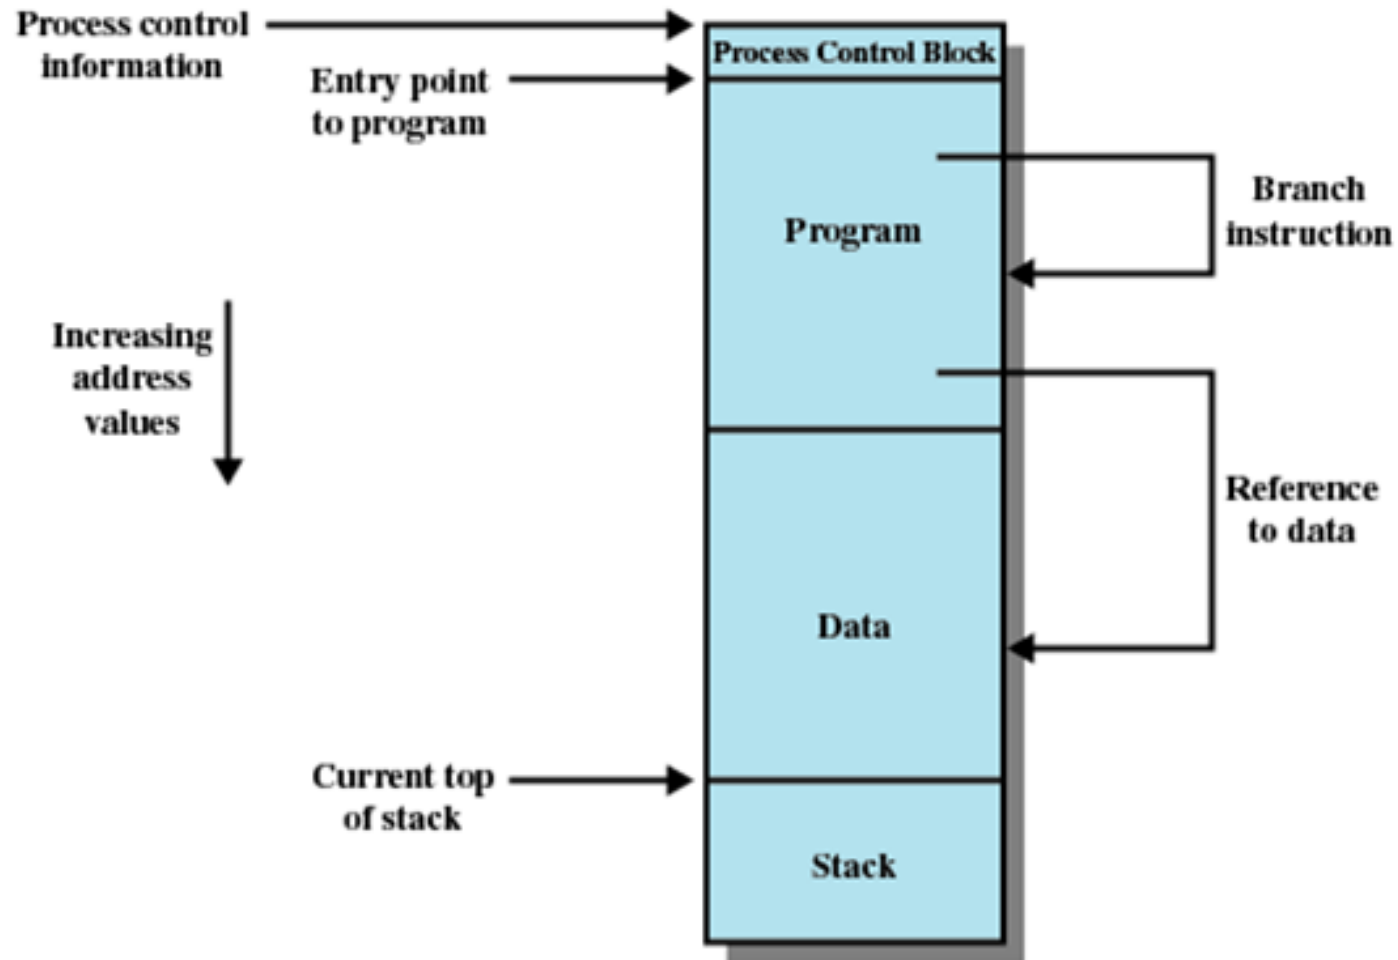 Process control
information
Process Control Block
Entry point
to program
Branch
instruction
Program
Increasing
address
values
Reference
to data
Data
Current top
of stack
Stack